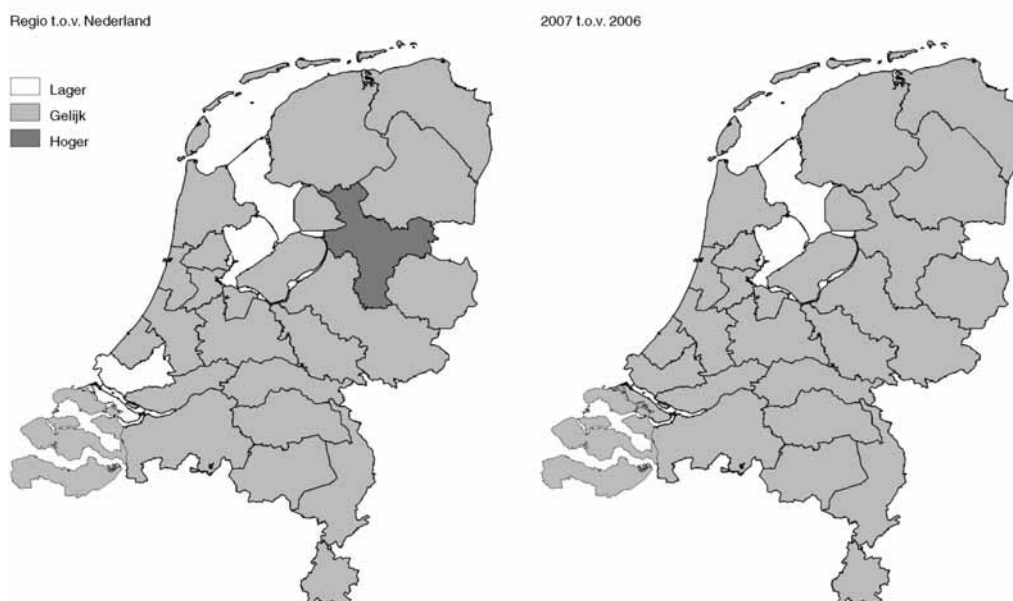 Regio t.o.v. Nederland
2007 t.o.v. 2006
Lager
Gelijk
Hoger